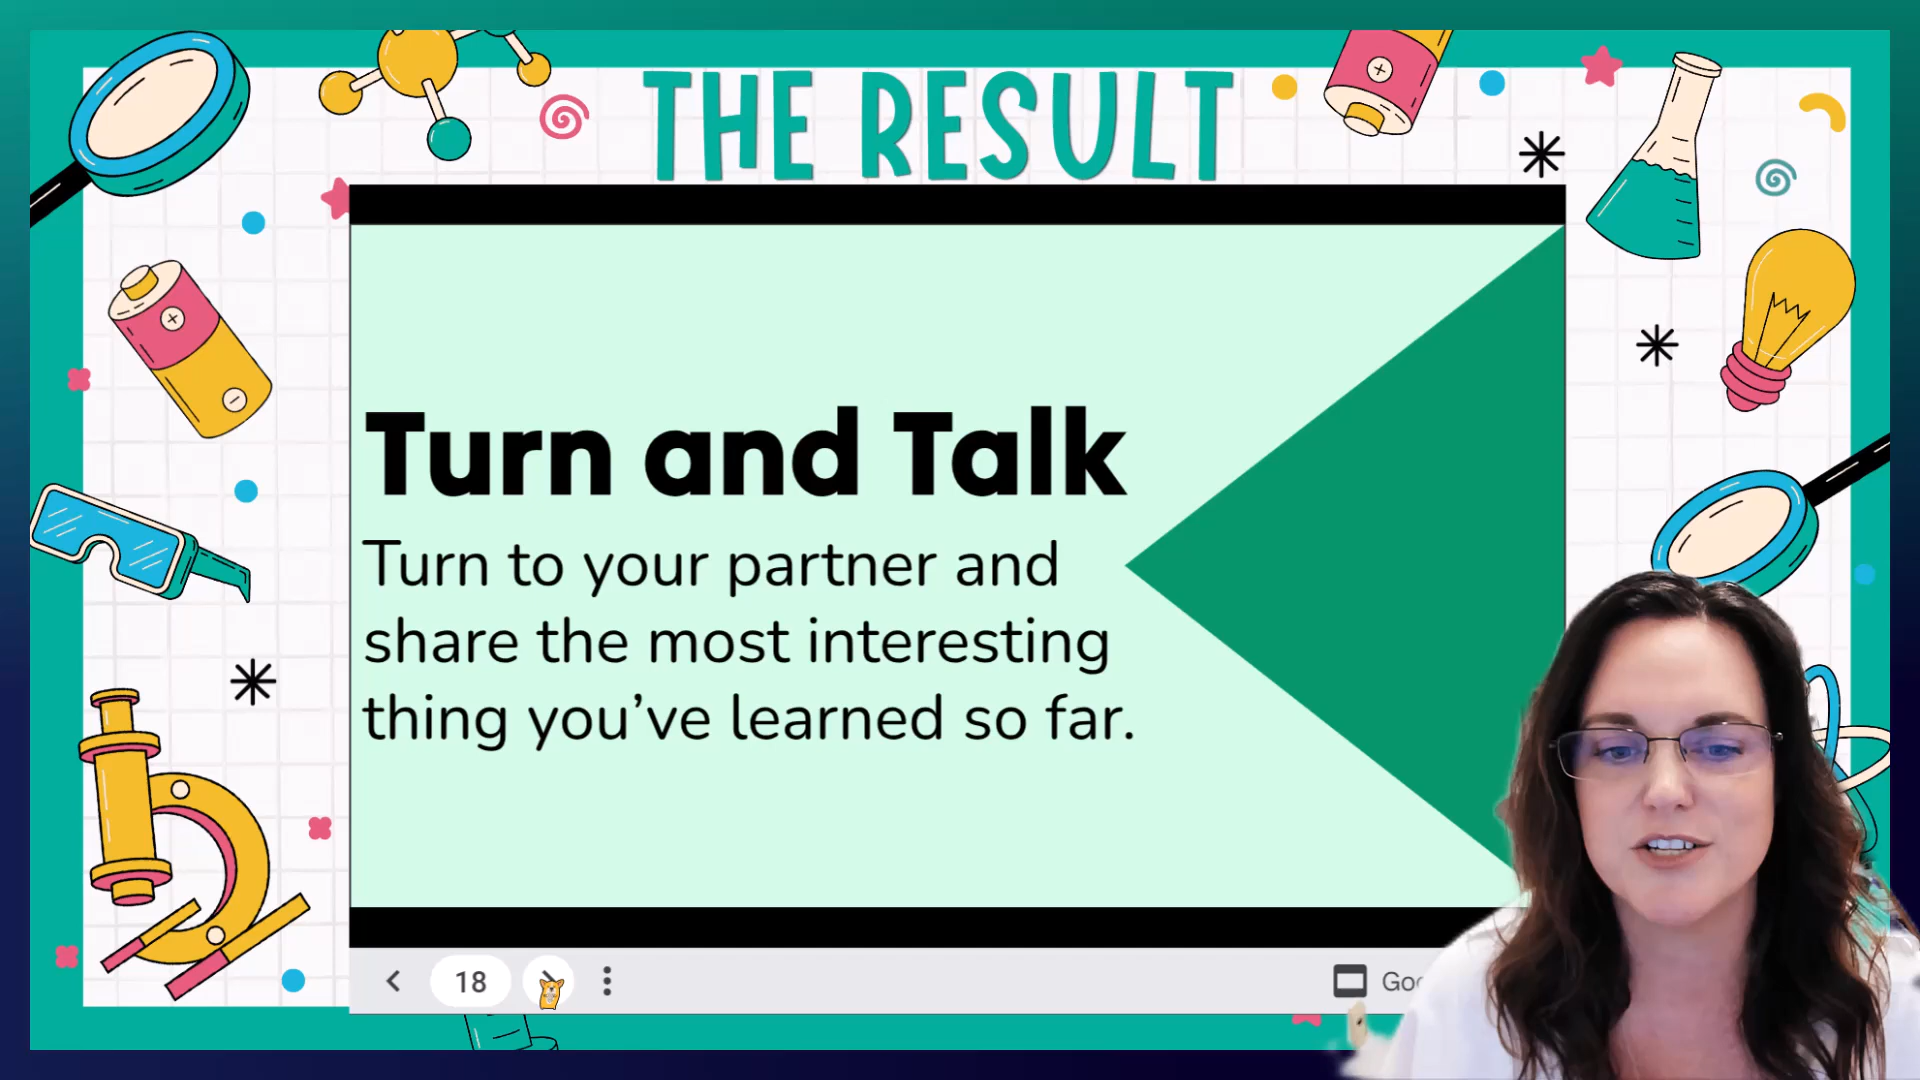 THE RESULT
Turn and Talk
Turn to your partner and
share the most interesting
thing you’ve learned so far.
18